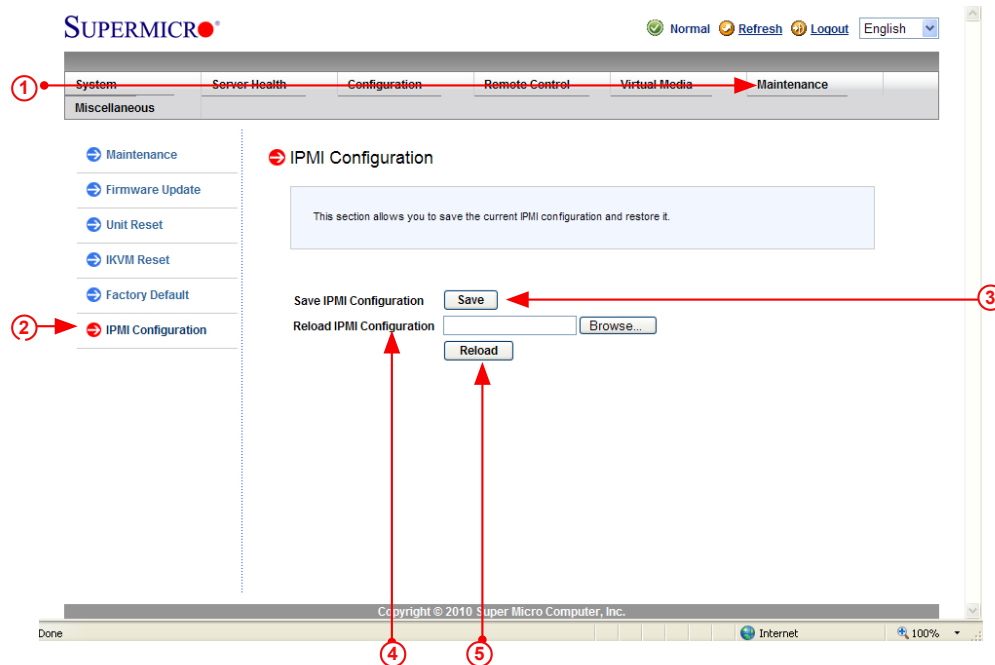 SUPERMICRO
Normal Refresh Logout English
1
System Server Health Configuration Remote Control Virtual Media Maintenance
Miscellaneous
Maintenance
Firmware Update
Unit Reset
IKVM Reset
Factory Default
2 IPMI Configuration
IPMI Configuration
This section allows you to save the current IPMI configuration and restore it.
Save IPMI Configuration Save 3
Reload IPMI Configuration Browse...
Reload
Copyright © 2010 Super Micro Computer, Inc.
Done Internet 100%
4 5